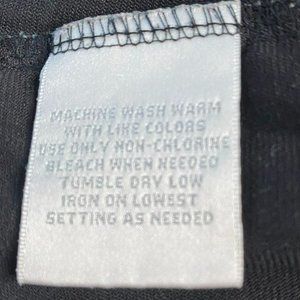 MACHINE WASH WARM
WITH LIKE COLORS
USE ONLY NON-CHLORINE
BLEACH WHEN NEEDED
TUMBLE DRY LOW
IRON ON LOWEST
SETTING AS NEEDED